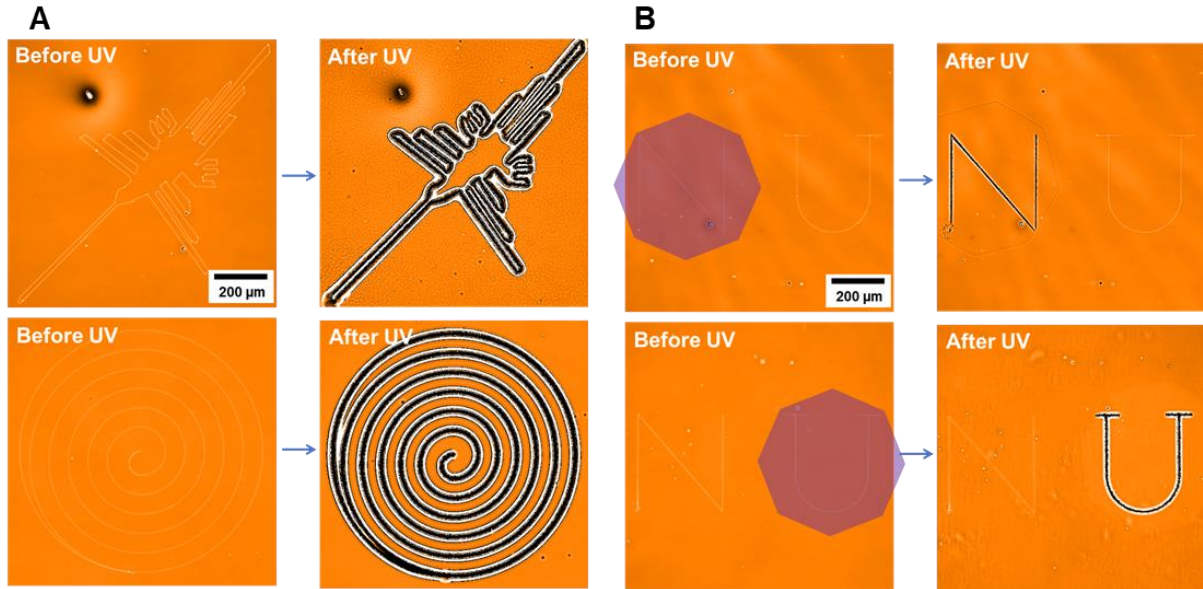 A
B
Before UV
After UV
Before UV
After UV
200 µm
200 µm
N U
Before UV
After UV
Before UV
After UV
N U
N U
N U